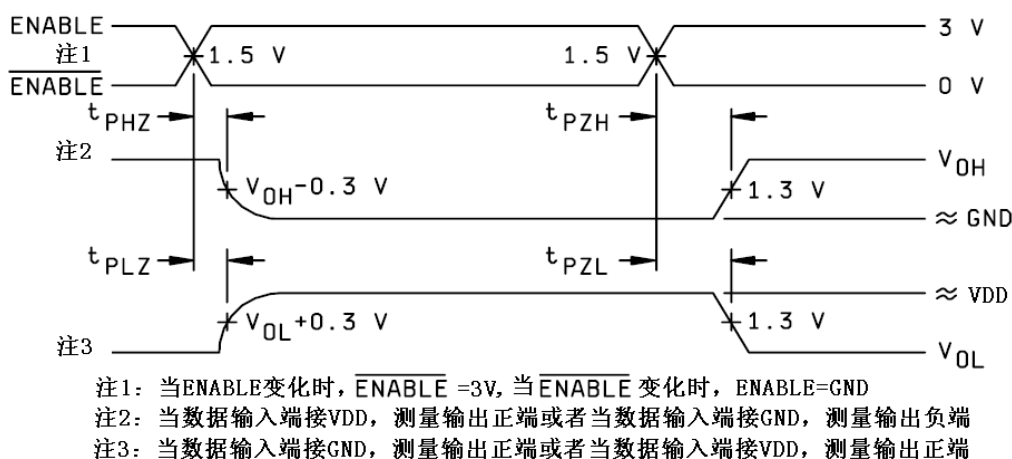 ENABLE 3 V
注1 1.5 V 1.5 V
ENABLE 0 V
tPHZ tPZH
注2 VOH
VOH-0.3 V 1.3 V
≈ GND
tPLZ tPZL
≈ VDD
VOL+0.3 V 1.3 V
注3 VOL
注1: 当ENABLE变化时，ENABLE =3V, 当 ENABLE 变化时，ENABLE=GND
注2: 当数据输入端接VDD，测量输出正端或者当数据输入端接GND，测量输出负端
注3: 当数据输入端接GND，测量输出正端或者当数据输入端接VDD，测量输出正端